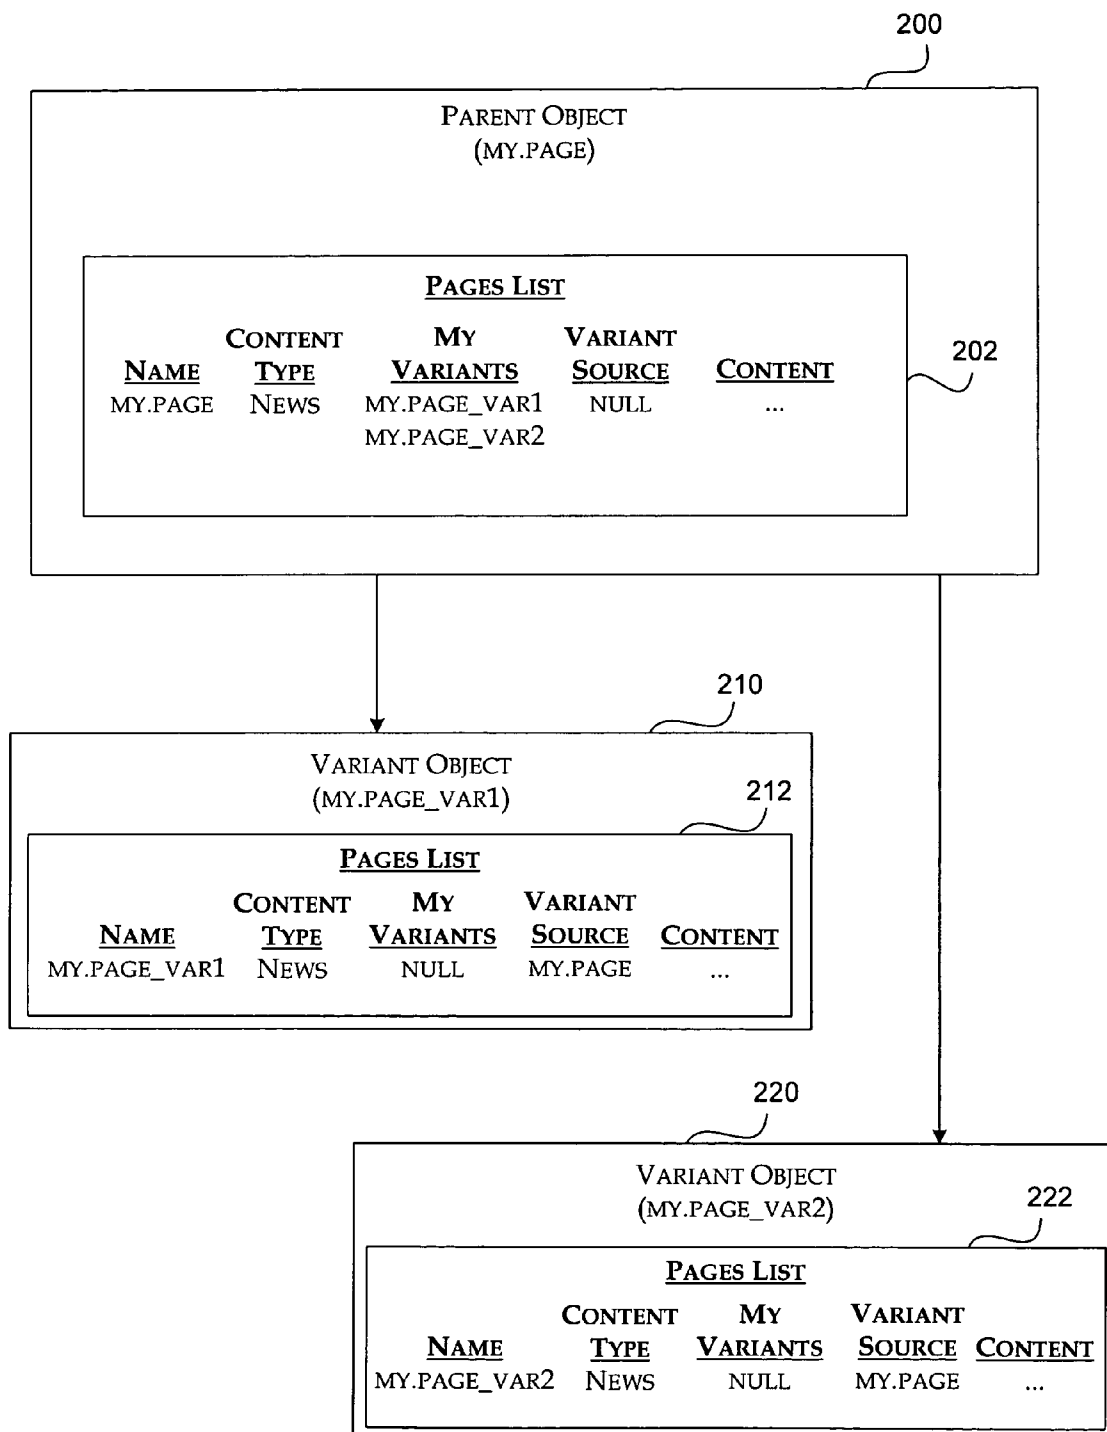 200
PARENT OBJECT
(MY.PAGE)
PAGES LIST
CONTENT MY VARIANT
NAME TYPE VARIANTS SOURCE CONTENT
MY.PAGE NEWS MY.PAGE_VAR1 NULL ...
MY.PAGE_VAR2
202
210
VARIANT OBJECT
(MY.PAGE_VAR1)
212
PAGES LIST
CONTENT MY VARIANT
NAME TYPE VARIANTS SOURCE CONTENT
MY.PAGE_VAR1 NEWS NULL MY.PAGE ...
220
VARIANT OBJECT
(MY.PAGE_VAR2)
222
PAGES LIST
CONTENT MY VARIANT
NAME TYPE VARIANTS SOURCE CONTENT
MY.PAGE_VAR2 NEWS NULL MY.PAGE ...